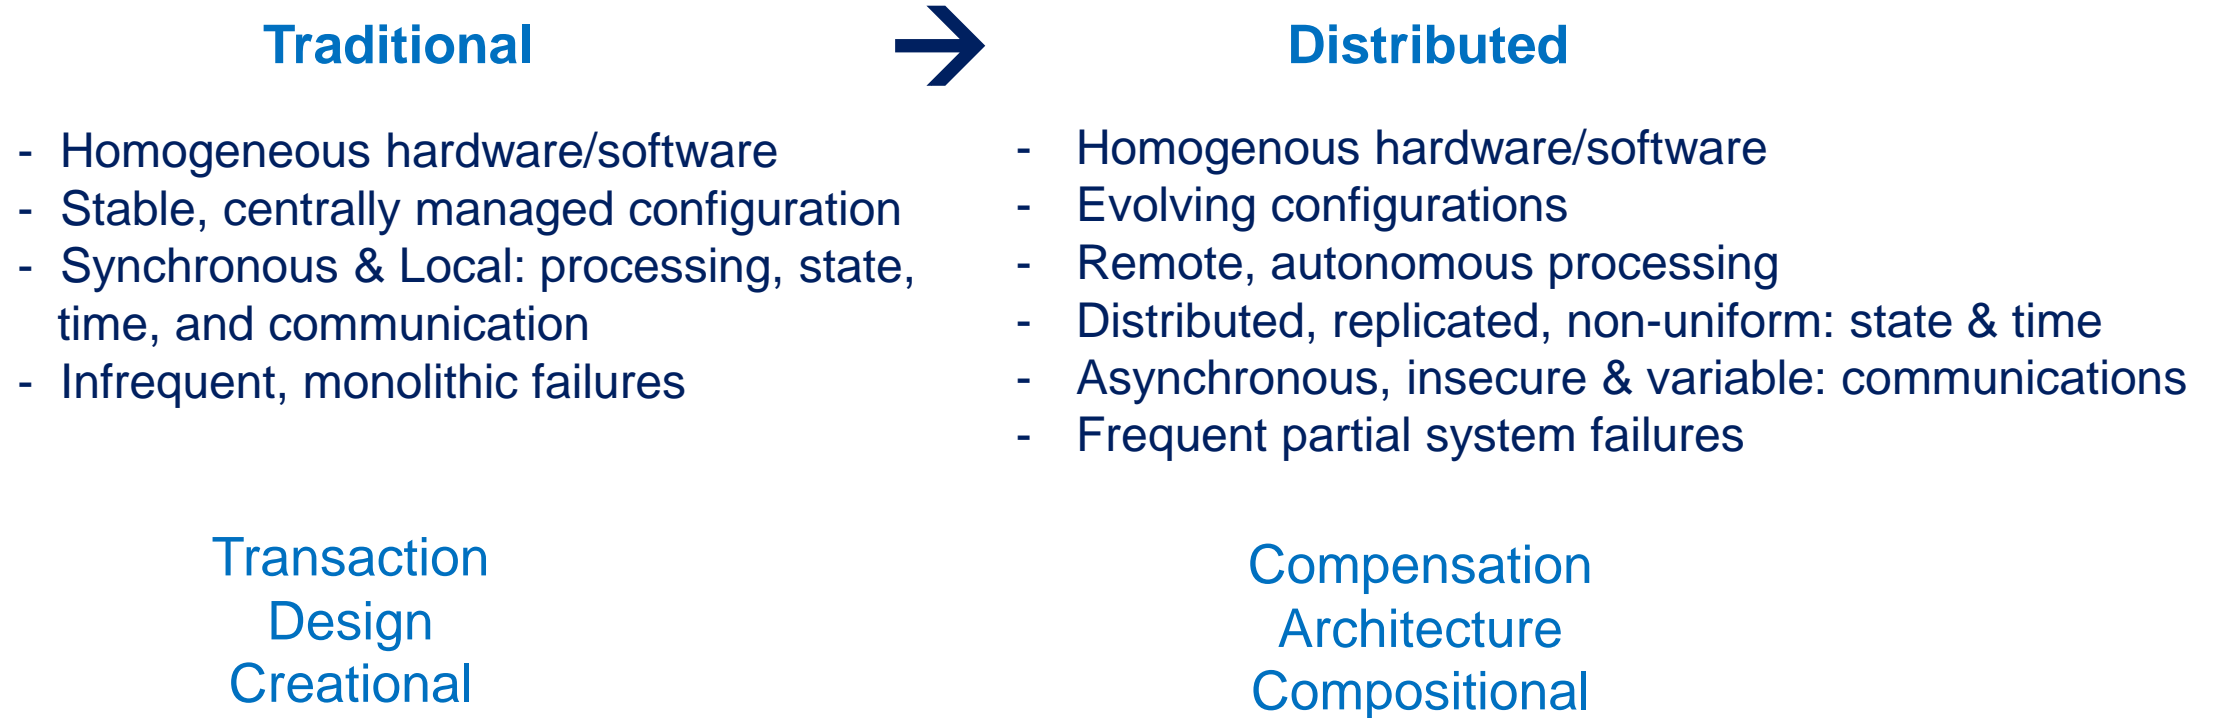 Traditional
- Homogeneous hardware/software
- Stable, centrally managed configuration
- Synchronous & Local: processing, state,
time, and communication
- Infrequent, monolithic failures
Transaction
Design
Creational
→
Distributed
- Homogenous hardware/software
- Evolving configurations
- Remote, autonomous processing
- Distributed, replicated, non-uniform: state & time
- Asynchronous, insecure & variable: communications
- Frequent partial system failures
Compensation
Architecture
Compositional